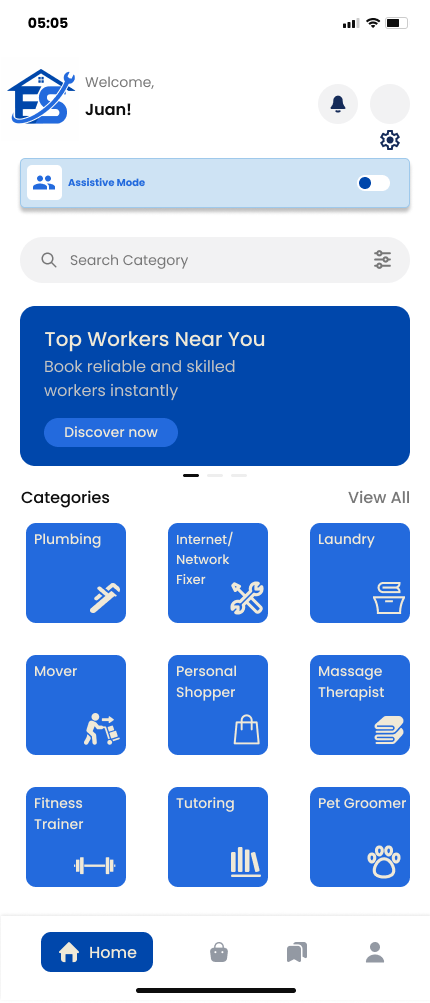 05:05
ES
Welcome,
Juan!
Assistive Mode
Search Category
Top Workers Near You
Book reliable and skilled
workers instantly
Discover now
Categories
View All
Plumbing
Internet/
Network
Fixer
Laundry
Mover
Personal
Shopper
Massage
Therapist
Fitness
Trainer
Tutoring
Pet Groomer
Home